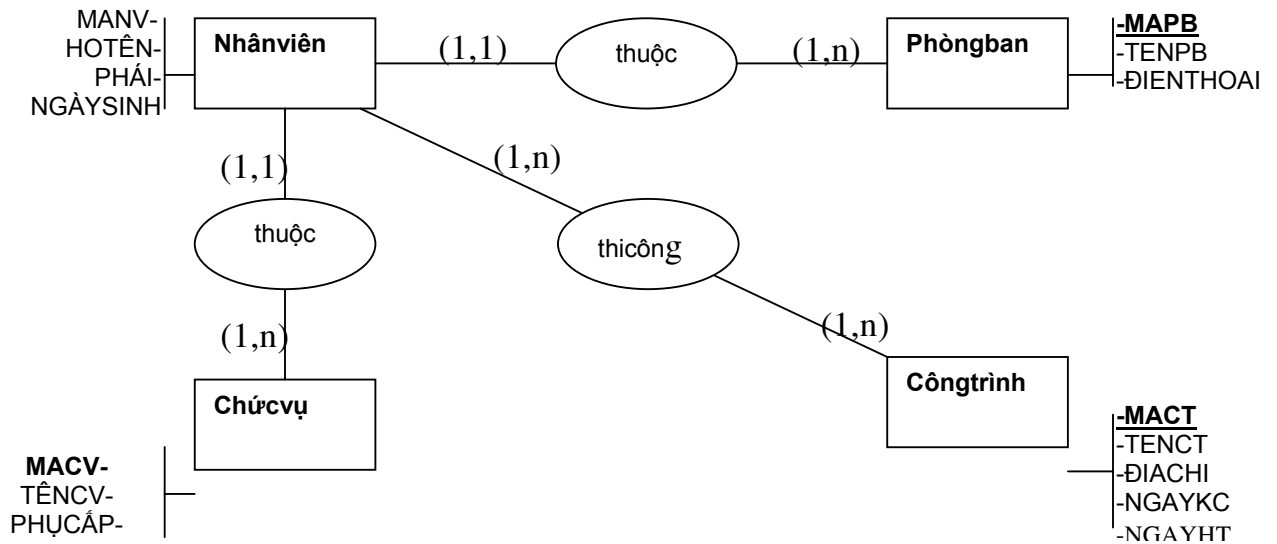 MANV-
HOTÊN-
PHÁI-
NGÀYSINH
Nhânviên
(1,1)
thuộc
(1,n)
Phòngban
-MAPB
-TENPB
-ĐIENTHOAI
(1,1)
(1,n)
thuộc
thicông
(1,n)
(1,n)
Chứcvụ
Côngtrình
MACV-
TÊNCV-
PHỤCẤP-
-MACT
-TENCT
-ĐIACHI
-NGAYKC
-NGAYHT